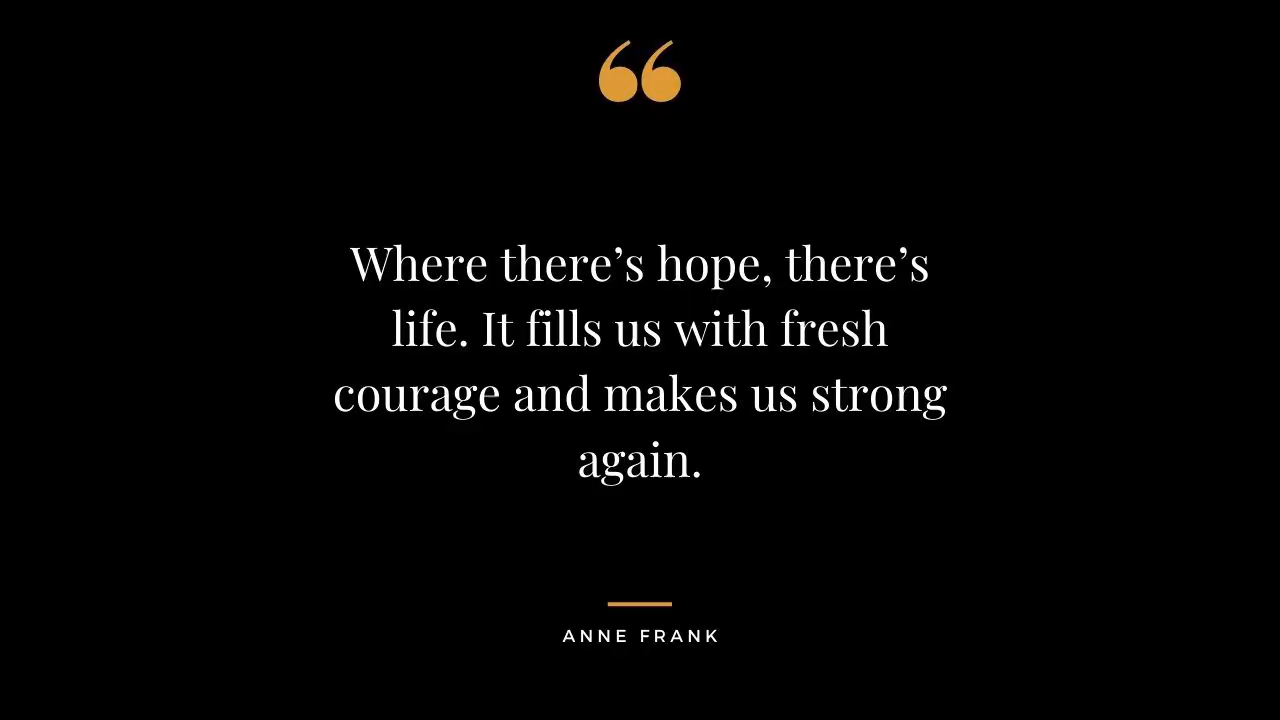 “
Where there’s hope, there’s
life. It fills us with fresh
courage and makes us strong
again.
ANNE FRANK